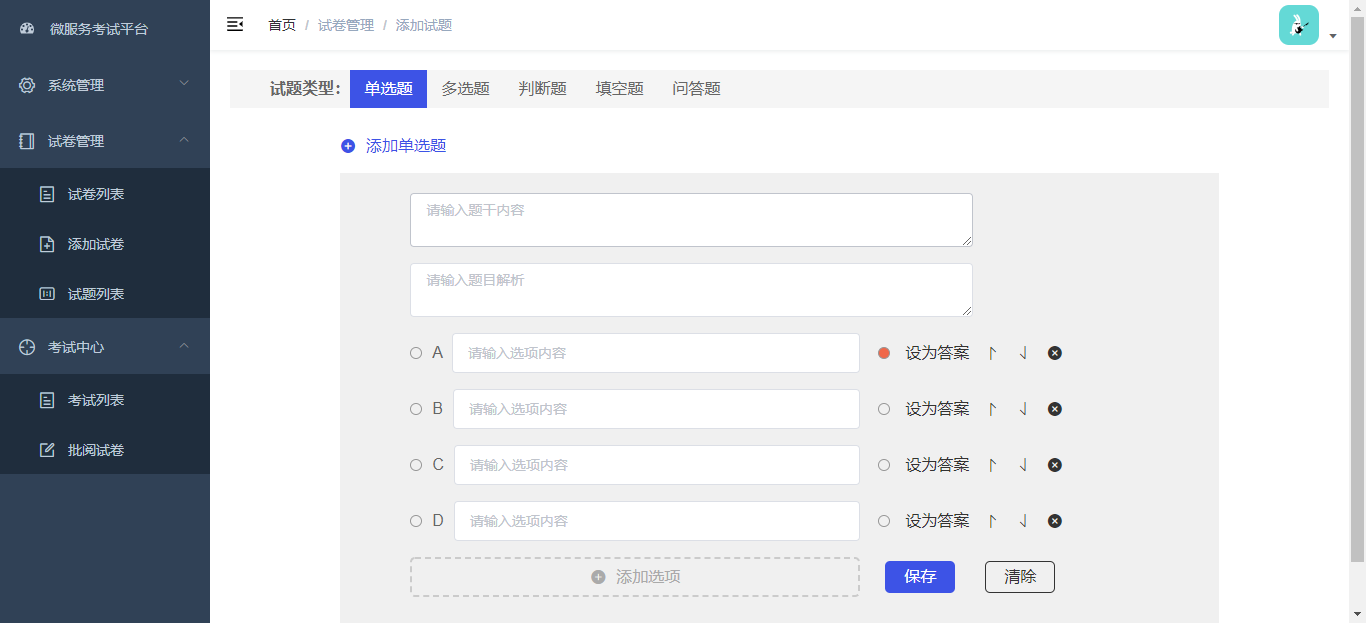 微服务考试平台
系统管理
试卷管理
试卷列表
添加试卷
试题列表
考试中心
考试列表
批阅试卷
首页 / 试卷管理 / 添加试题
试题类型： 单选题 多选题 判断题 填空题 问答题
添加单选题
请输入题干内容
请输入题目解析
A 请输入选项内容 设为答案
B 请输入选项内容 设为答案
C 请输入选项内容 设为答案
D 请输入选项内容 设为答案
添加选项 保存 清除